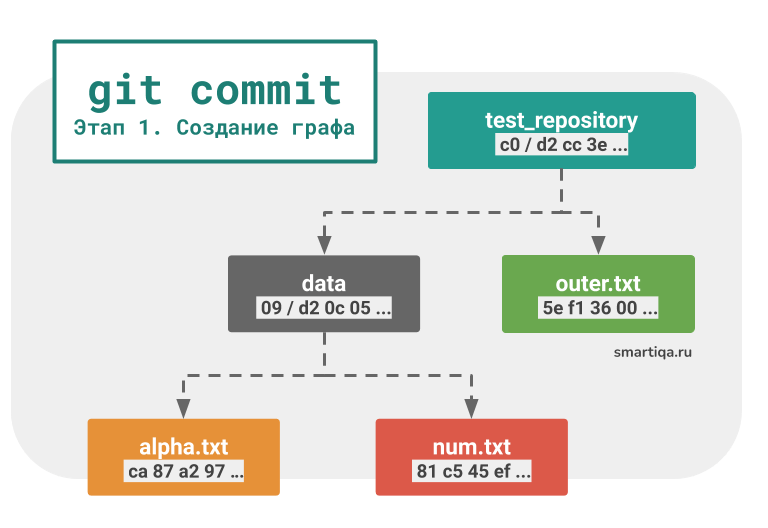 git commit
Этап 1. Создание графа
test_repository
c0 / d2 cc 3e ...
data
09 / d2 0c 05 ...
outer.txt
5e f1 36 00 ...
smartiqa.ru
alpha.txt
ca 87 a2 97 ...
num.txt
81 c5 45 ef ...